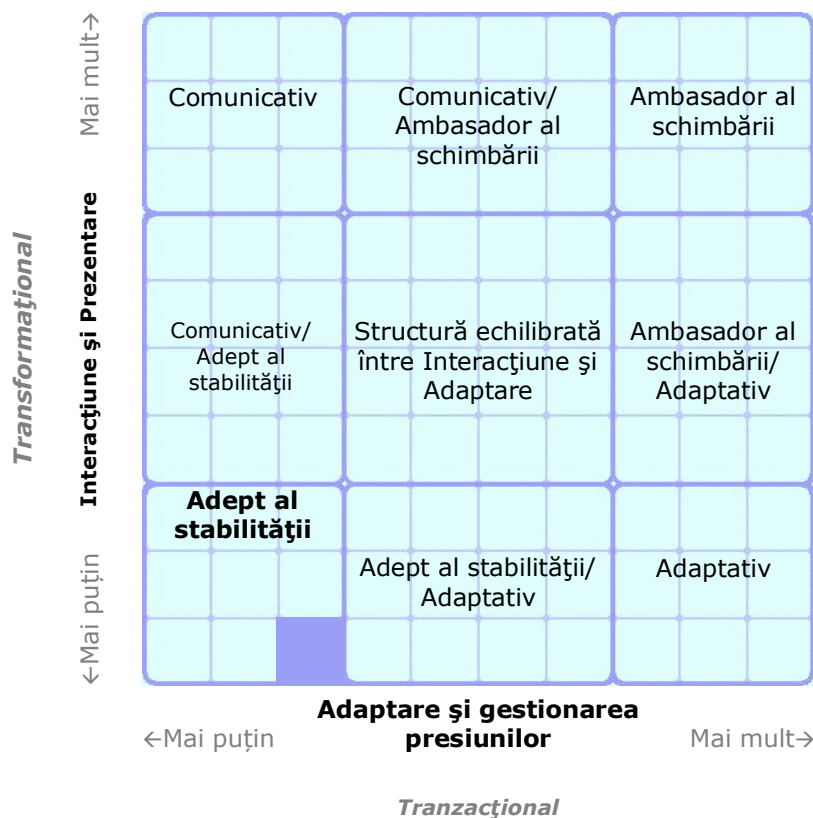 Mai mult→
Comunicativ
Comunicativ/
Ambasador al
schimbării
Ambasador al
schimbării
Transformaţional
Interacţiune şi Prezentare
Comunicativ/
Adept al
stabilităţii
Structură echilibrată
între Interacţiune şi
Adaptare
Ambasador al
schimbării/
Adaptativ
←Mai puțin
Adept al
stabilităţii
Adept al stabilităţii/
Adaptativ
Adaptativ
←Mai puțin
Adaptare şi gestionarea
presiunilor
Mai mult→
Tranzacţional